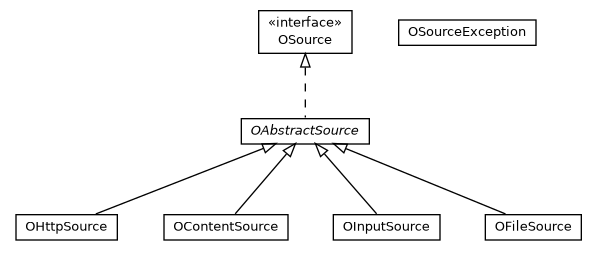 «interface»
OSource
OSourceException
OAbstractSource
OHttpSource
OContentSource
OInputSource
OFileSource